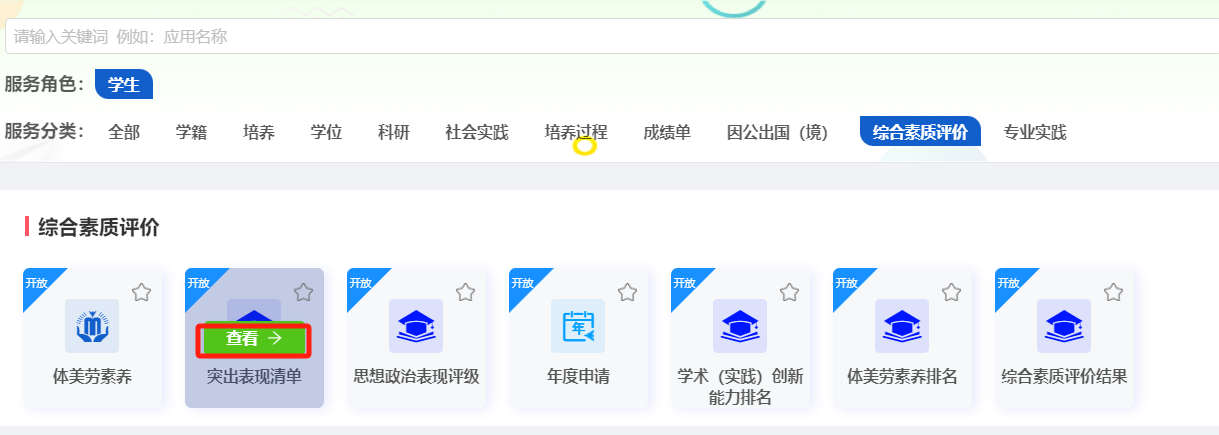 请输入关键词 例如：应用名称
服务角色： 学生
服务分类： 全部 学籍 培养 学位 科研 社会实践 培养过程 成绩单 因公出国（境） 综合素质评价 专业实践
综合素质评价
开放 开放 开放 开放 开放 开放 开放
年
查看 →
体美劳素养 突出表现清单 思想政治表现评级 年度申请 学术（实践）创新 体美劳素养排名 综合素质评价结果
能力排名